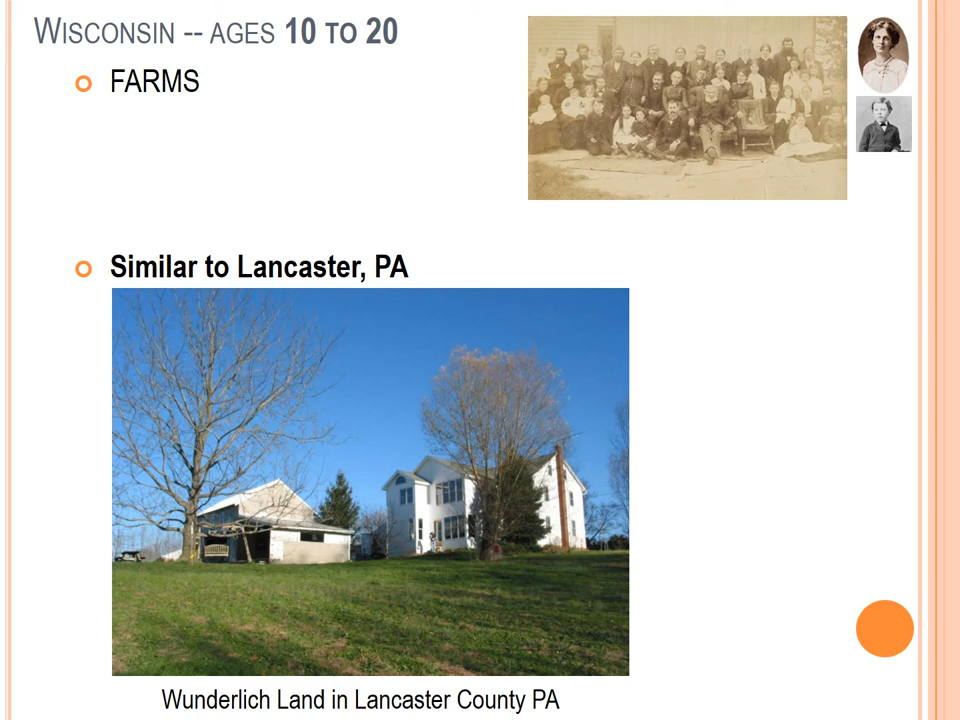 WISCONSIN -- AGES 10 TO 20
FARMS
Similar to Lancaster, PA
Wunderlich Land in Lancaster County PA